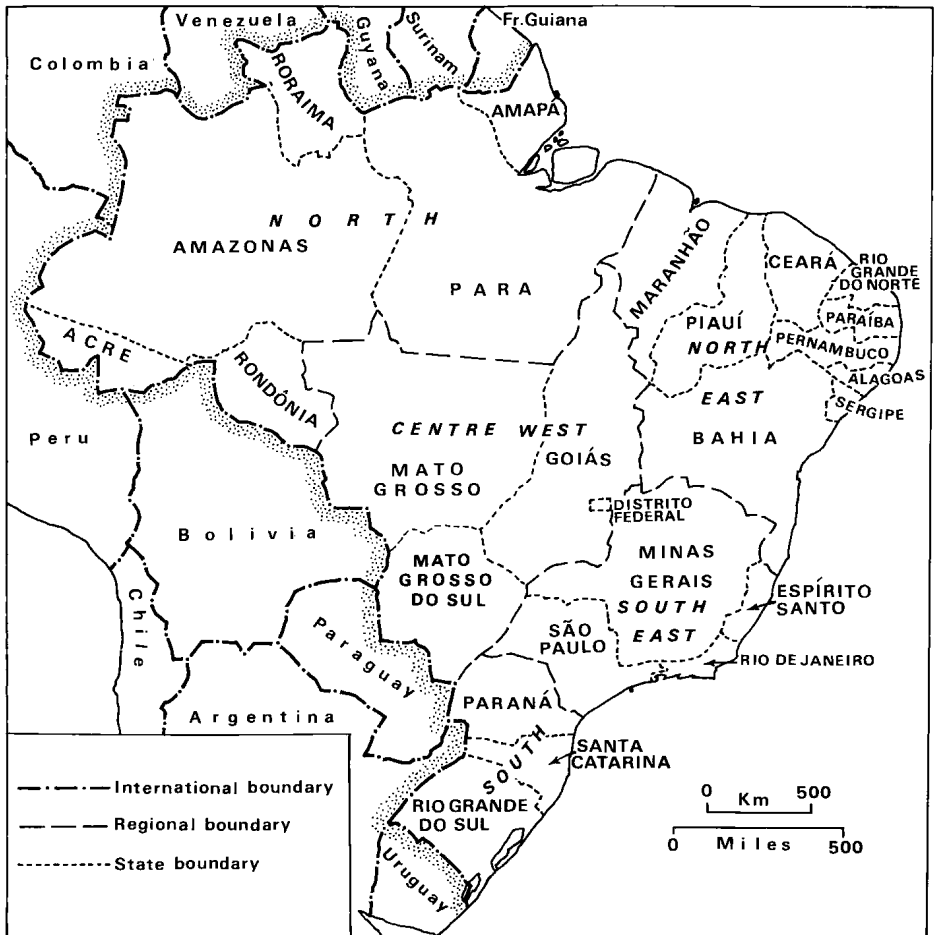 Venezuela
Fr. Guiana
Colombia
Guyana
Surinam
RORAIMA
AMAPÁ
NORTH
AMAZONAS
PARA
MARANHÃO
CEARÁ
RIO
GRANDE
DO NORTE
PARAÍBA
PIAUÍ
NORTH
PERNAMBUCO
ALAGOAS
EAST
SERGIPE
BAHIA
ACRE
RONDÔNIA
Peru
CENTRE WEST
GOIÁS
MATO
GROSSO
DISTRITO
FEDERAL
Bolivia
MATO
GROSSO
DO SUL
MINAS
GERAIS
SOUTH
EAST
ESPÍRITO
SANTO
Chile
Paraguay
SÃO
PAULO
RIO DE JANEIRO
Argentina
PARANÁ
SOUTH
SANTA
CATARINA
RIO GRANDE
DO SUL
Uruguay
International boundary
Regional boundary
State boundary
0 Km 500
Miles
0 500